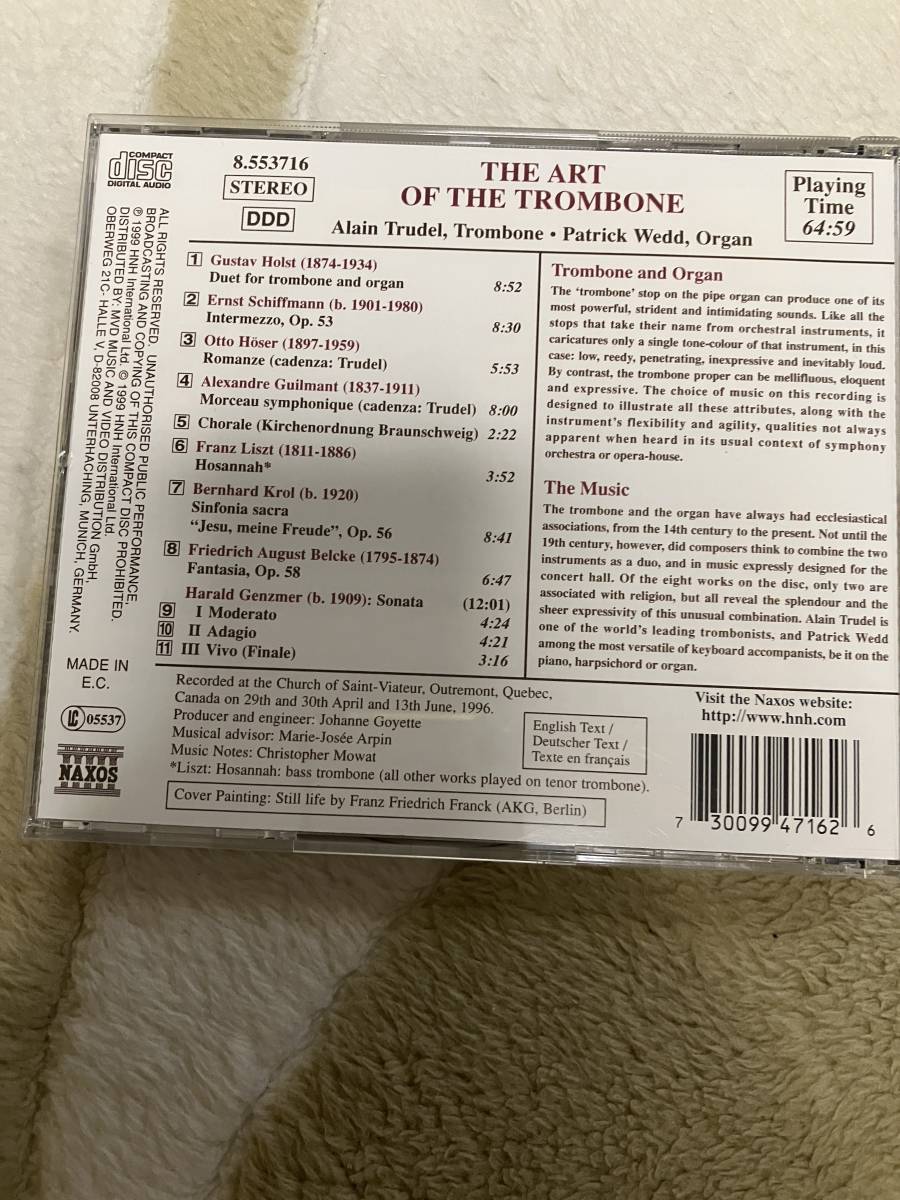 COMPACT
disc
DIGITAL AUDIO
8.553716
STEREO
DDD
THE ART
OF THE TROMBONE
Alain Trudel, Trombone • Patrick Wedd, Organ
Playing
Time
64:59
1 Gustav Holst (1874-1934)
Duet for trombone and organ 8:52
2 Ernst Schiffmann (b. 1901-1980)
Intermezzo, Op. 53 8:30
3 Otto Höser (1897-1959)
Romanze (cadenza: Trudel) 5:53
4 Alexandre Guilmant (1837-1911)
Morceau symphonique (cadenza: Trudel) 8:00
5 Chorale (Kirchenordnung Braunschweig) 2:22
6 Franz Liszt (1811-1886)
Hosannah* 3:52
7 Bernhard Krol (b. 1920)
Sinfonia sacra
“Jesu, meine Freude”, Op. 56 8:41
8 Friedrich August Belcke (1795-1874)
Fantasia, Op. 58 6:47
Harald Genzmer (b. 1909): Sonata (12:01)
9 I Moderato 4:24
10 II Adagio 4:21
11 III Vivo (Finale) 3:16
Trombone and Organ
The ‘trombone’ stop on the pipe organ can produce one of its
most powerful, strident and intimidating sounds. Like all the
stops that take their name from orchestral instruments, it
caricatures only a single tone-colour of that instrument, in this
case: low, reedy, penetrating, inexpressive and inevitably loud.
By contrast, the trombone proper can be mellifluous, eloquent
and expressive. The choice of music on this recording is
designed to illustrate all these attributes, along with the
instrument’s flexibility and agility, qualities not always
apparent when heard in its usual context of symphony
orchestra or opera-house.
The Music
The trombone and the organ have always had ecclesiastical
associations, from the 14th century to the present. Not until the
19th century, however, did composers think to combine the two
instruments as a duo, and in music expressly designed for the
concert hall. Of the eight works on the disc, only two are
associated with religion, but all reveal the splendour and the
sheer expressivity of this unusual combination. Alain Trudel is
one of the world’s leading trombonists, and Patrick Wedd
among the most versatile of keyboard accompanists, be it on the
piano, harpsichord or organ.
Recorded at the Church of Saint-Viateur, Outremont, Quebec,
Canada on 29th and 30th April and 13th June, 1996.
Producer and engineer: Johanne Goyette
Musical advisor: Marie-Josée Arpin
Music Notes: Christopher Mowat
*Liszt: Hosannah: bass trombone (all other works played on tenor trombone).
Cover Painting: Still life by Franz Friedrich Franck (AKG, Berlin)
English Text /
Deutscher Text /
Texte en français
Visit the Naxos website:
http://www.hnh.com
7 30099 47162 6
ALL RIGHTS RESERVED. UNAUTHORISED PUBLIC PERFORMANCE,
BROADCASTING AND COPYING OF THIS COMPACT DISC PROHIBITED.
℗ 1999 HNH International Ltd. © 1999 HNH International Ltd.
DISTRIBUTED BY: MVD MUSIC AND VIDEO DISTRIBUTION GmbH,
OBERWEG 21C- HALLE V, D-82008 UNTERHACHING, MUNICH, GERMANY.
MADE IN
E.C.
LC 05537
NAXOS